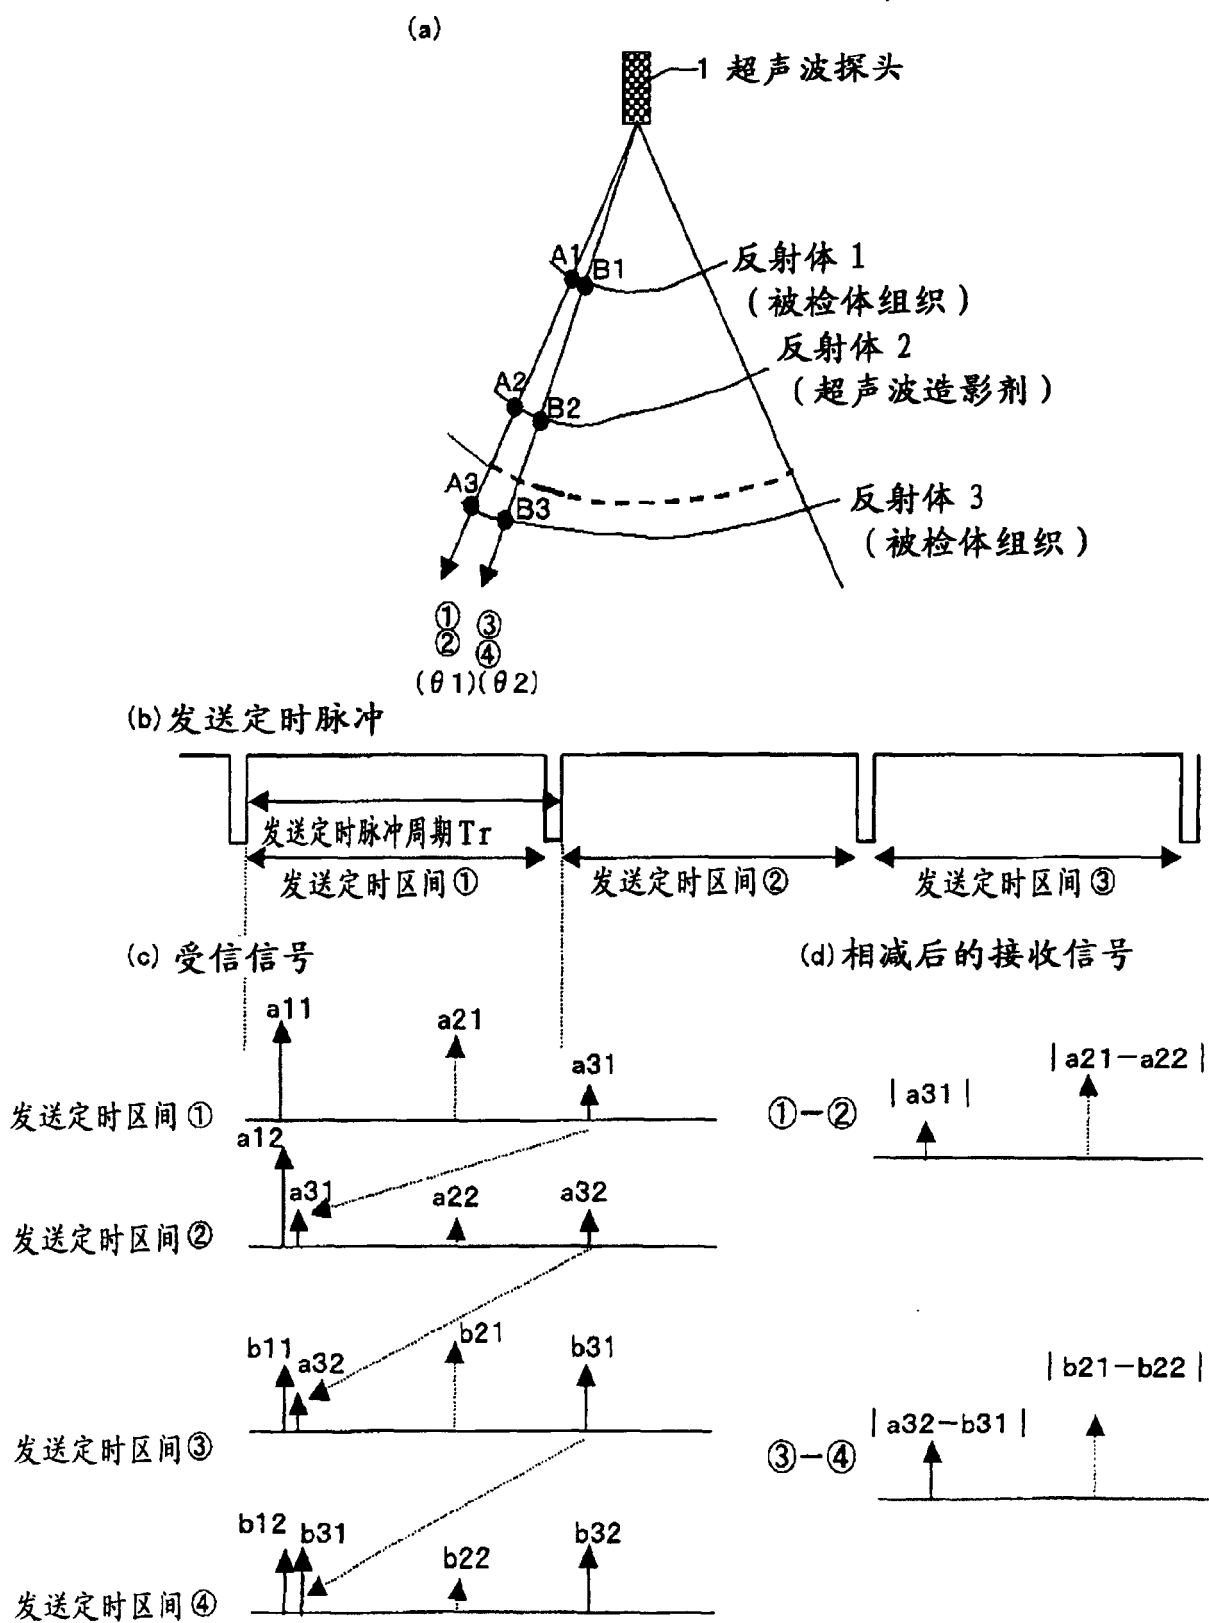 (a)
1 超声波探头
A1
B1
反射体 1
(被检体组织)
反射体 2
(超声波造影剂)
A2
B2
A3
B3
反射体 3
(被检体组织)
① ③
② ④
(θ1)(θ2)
(b)发送定时脉冲
发送定时脉冲周期Tr
发送定时区间① 发送定时区间② 发送定时区间③
(c) 受信信号
(d)相减后的接收信号
a11 a21 a31
发送定时区间①
①-② |a31| |a21-a22|
a12 a31 a22 a32
发送定时区间②
b11 a32 b21 b31
发送定时区间③
③-④ |a32-b31| |b21-b22|
b12 b31 b22 b32
发送定时区间④